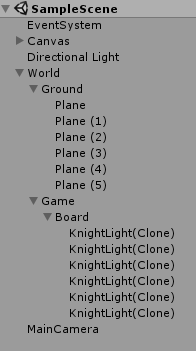 SampleScene
EventSystem
Canvas
Directional Light
World
Ground
Plane
Plane (1)
Plane (2)
Plane (3)
Plane (4)
Plane (5)
Game
Board
KnightLight(Clone)
KnightLight(Clone)
KnightLight(Clone)
KnightLight(Clone)
KnightLight(Clone)
KnightLight(Clone)
MainCamera